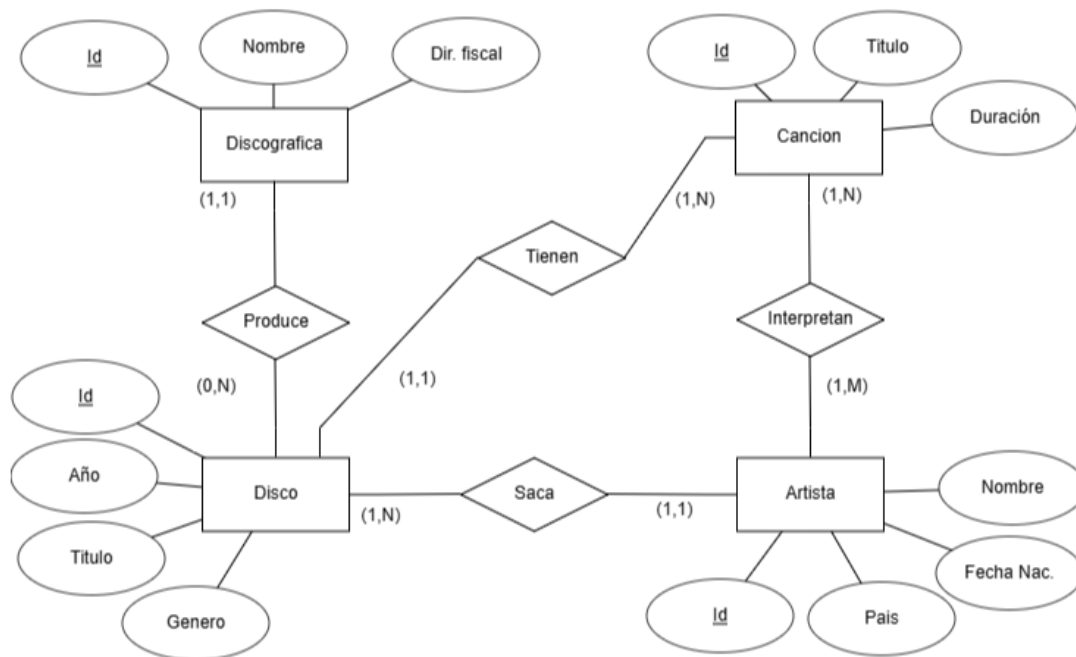 Id
Nombre
Dir. fiscal
Discografica
(1,1)
Produce
(0,N)
Id
Titulo
Duración
Cancion
(1,N)
(1,N)
Tienen
(1,1)
Interpretan
(1,M)
Id
Año
Titulo
Genero
Disco
(1,N)
Saca
(1,1)
Artista
Nombre
Fecha Nac.
Pais
Id